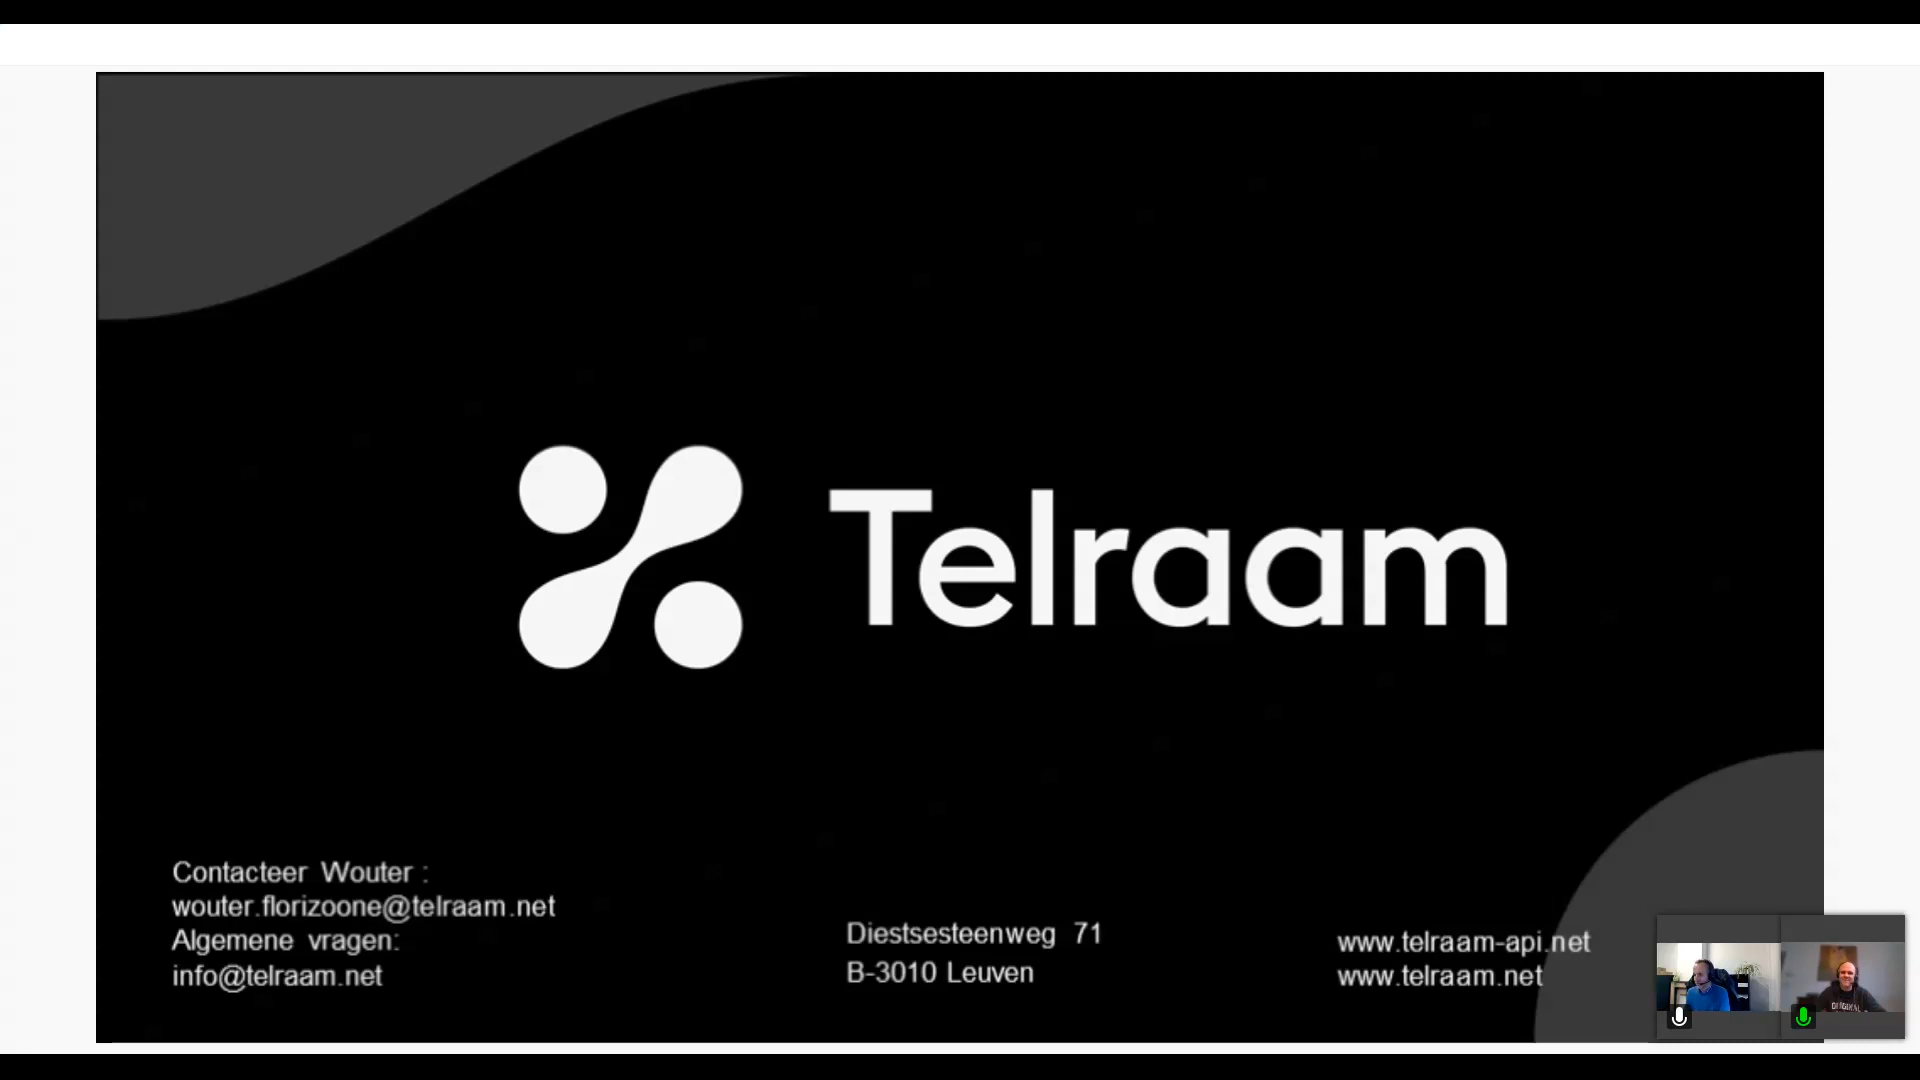 Telraam
Contacteer Wouter :
wouter.florizoone@telraam.net
Algemene vragen:
info@telraam.net
Diestsesteenweg 71
B-3010 Leuven
www.telraam-api.net
www.telraam.net
ORIGINAL